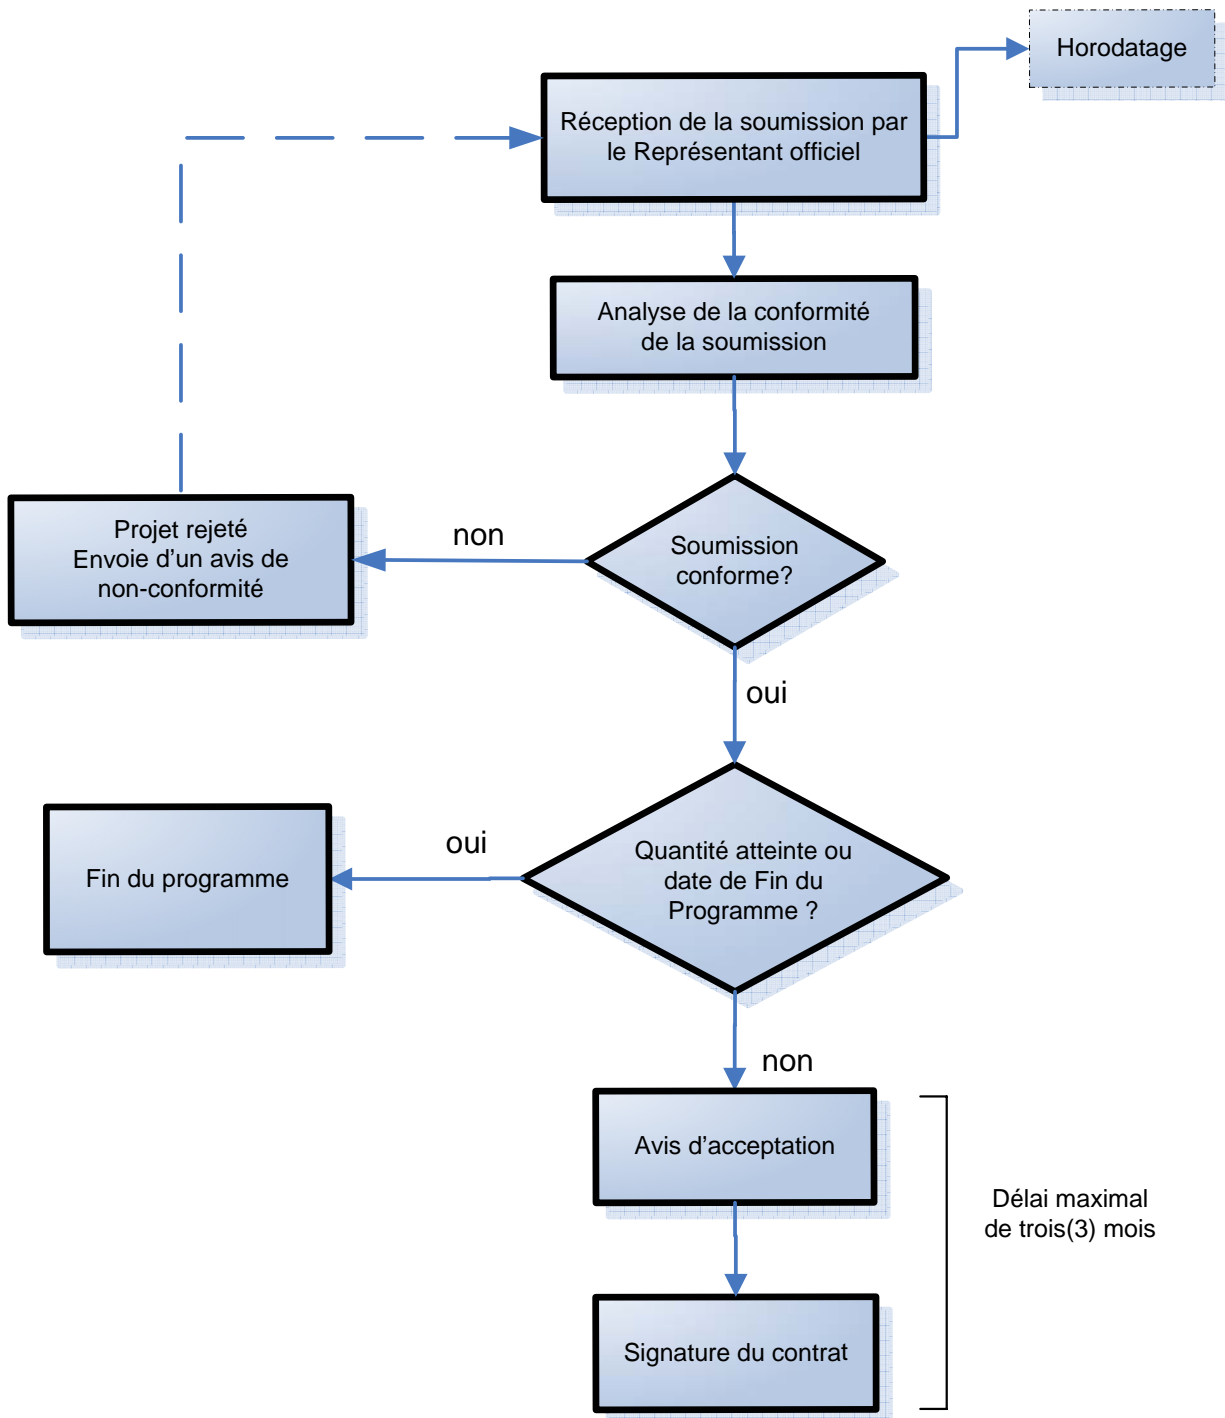 Horodatage
Réception de la soumission par
le Représentant officiel
Analyse de la conformité
de la soumission
Soumission
conforme?
non
Projet rejeté
Envoie d'un avis de
non-conformité
oui
Quantité atteinte ou
date de Fin du
Programme ?
oui
Fin du programme
non
Avis d'acceptation
Délai maximal
de trois(3) mois
Signature du contrat